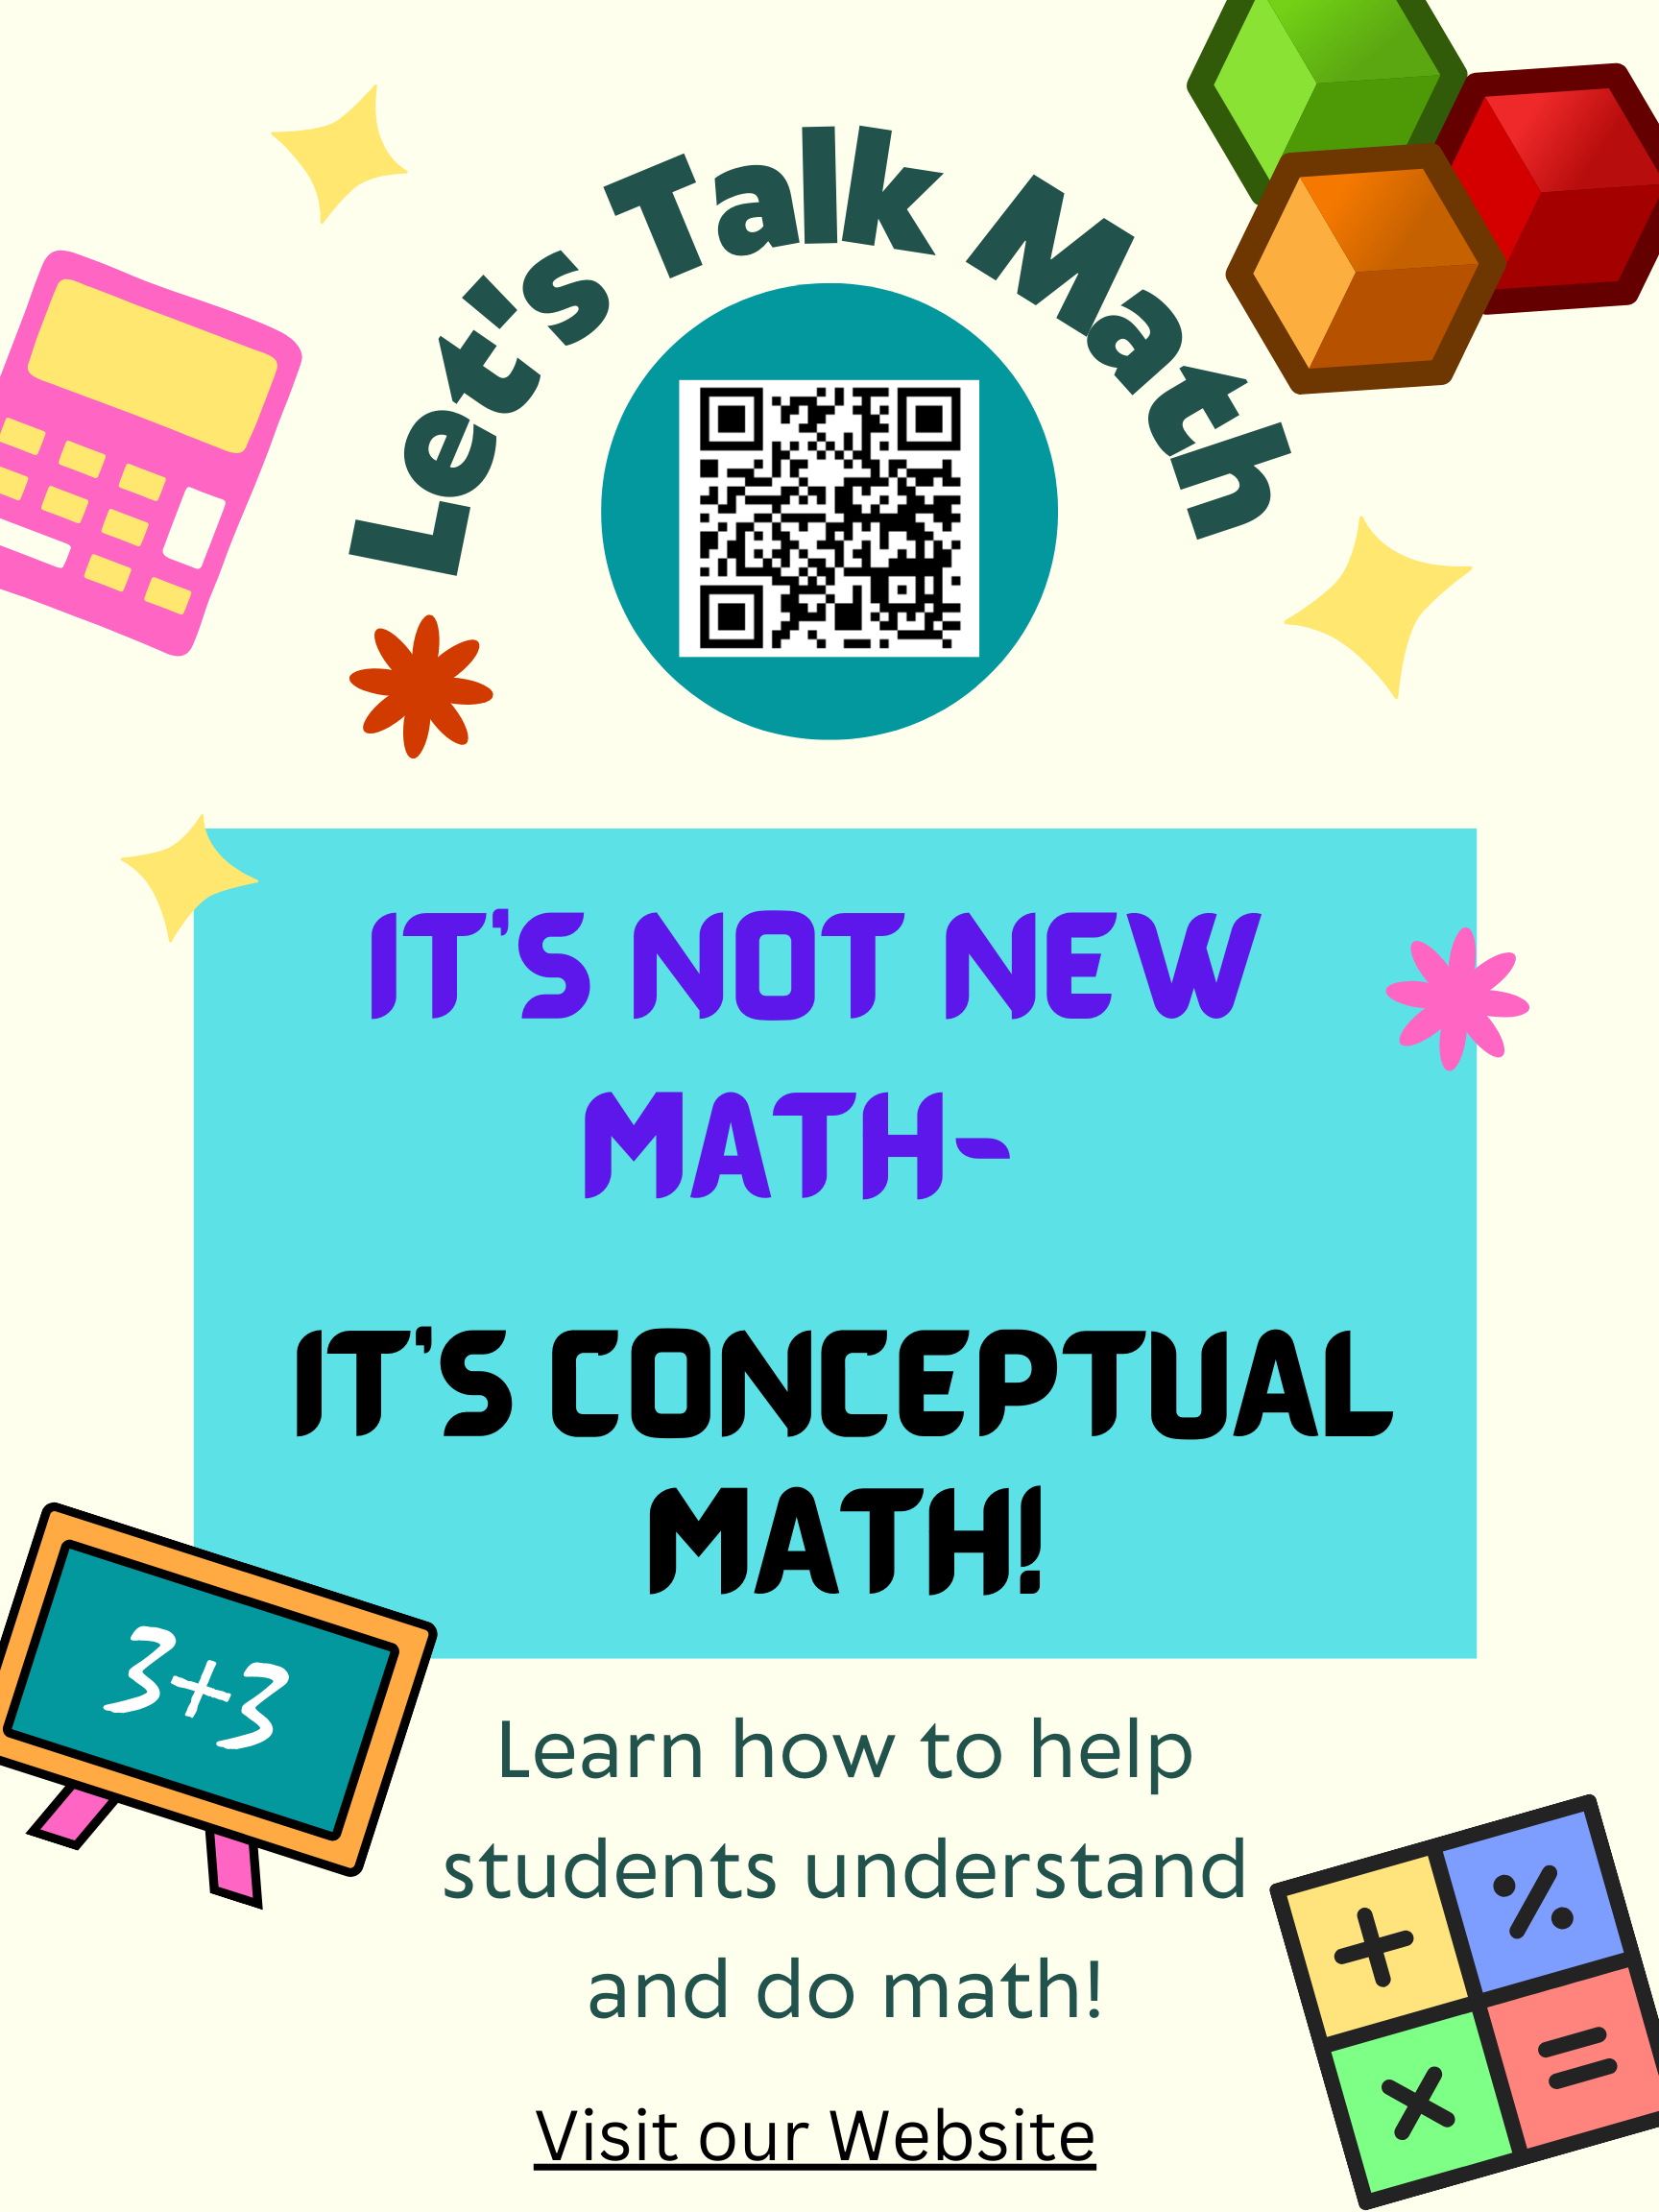 Let's Talk Math
IT'S NOT NEW
MATH-
IT'S CONCEPTUAL
MATH!
3+3
Learn how to help
students understand
and do math!
+ %
× =
Visit our Website